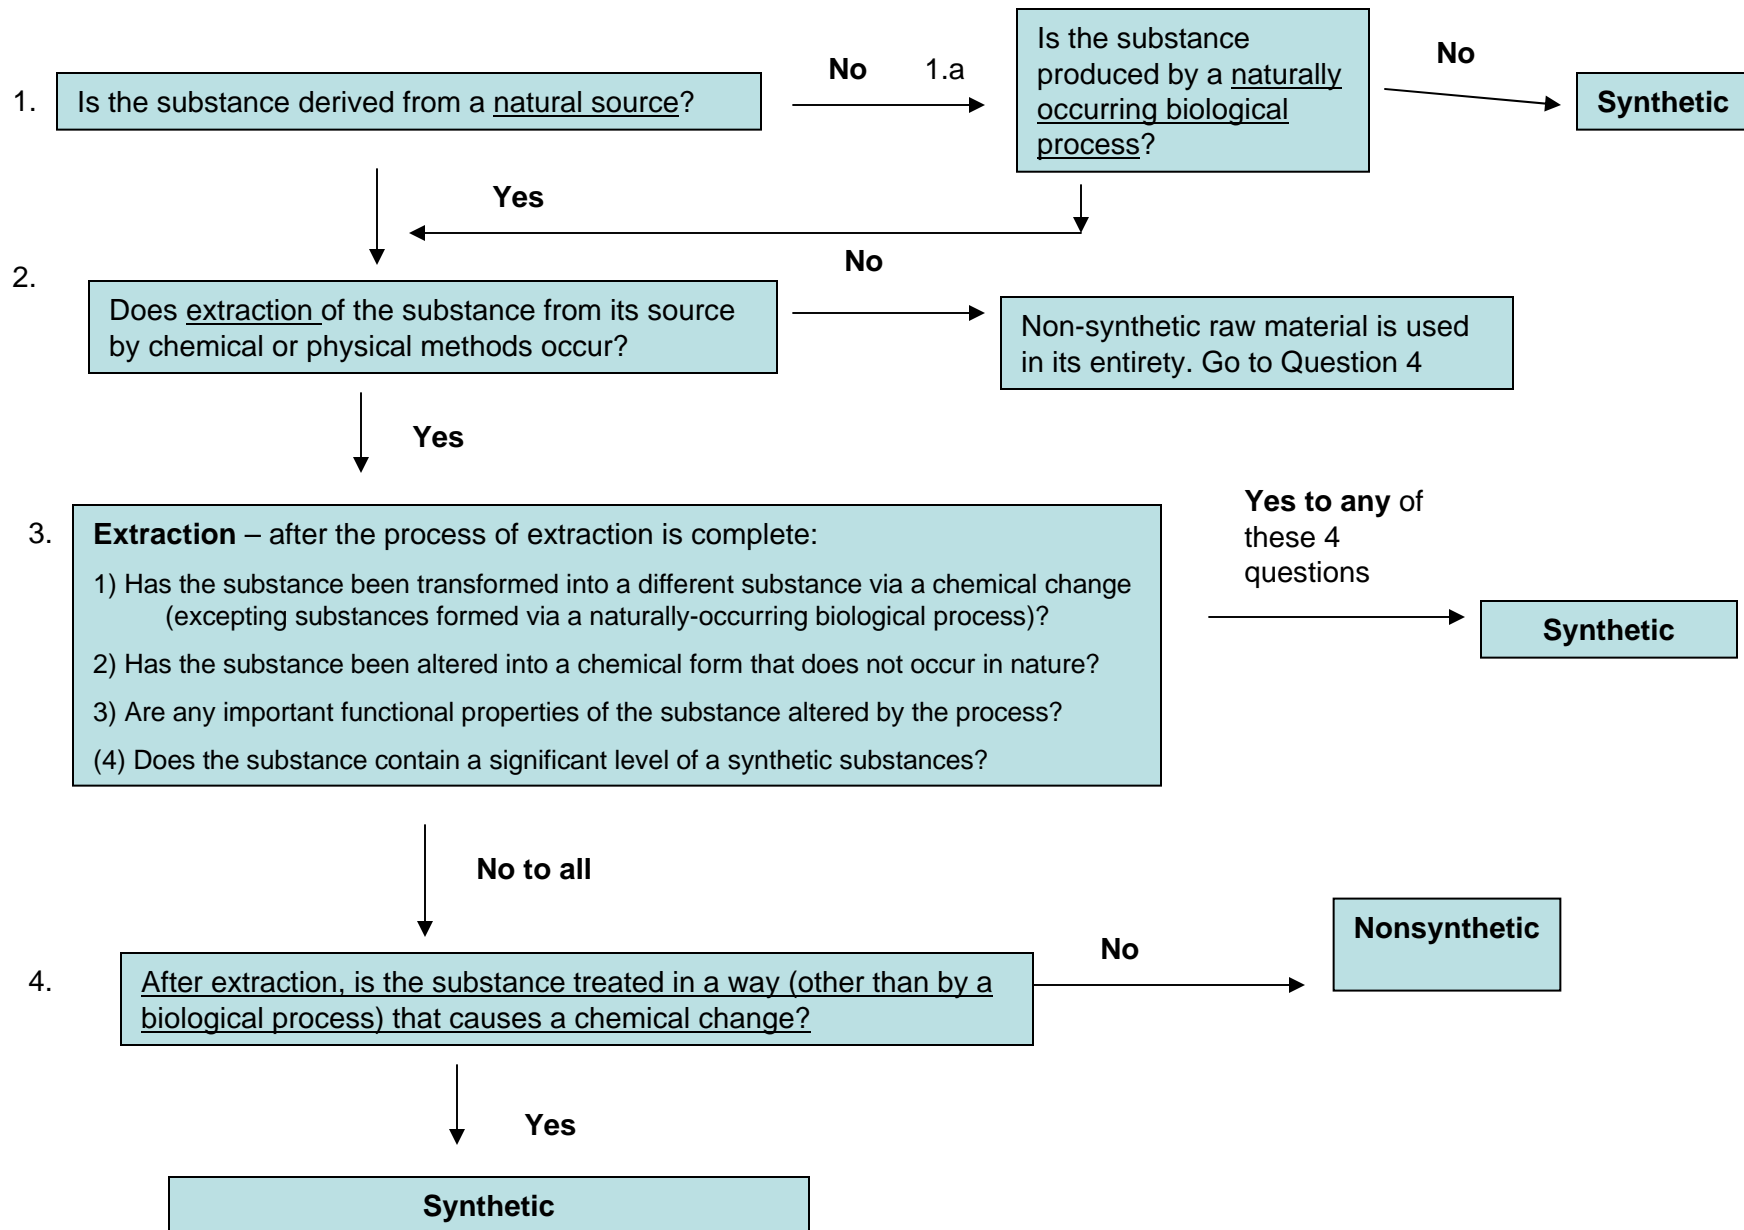 1.
Is the substance derived from a natural source?
No
1.a
Is the substance
produced by a naturally
occurring biological
process?
No
Synthetic
Yes
2.
Does extraction of the substance from its source
by chemical or physical methods occur?
No
Non-synthetic raw material is used
in its entirety. Go to Question 4
Yes
3.
Extraction – after the process of extraction is complete:
1) Has the substance been transformed into a different substance via a chemical change
(excepting substances formed via a naturally-occurring biological process)?
2) Has the substance been altered into a chemical form that does not occur in nature?
3) Are any important functional properties of the substance altered by the process?
(4) Does the substance contain a significant level of a synthetic substances?
Yes to any of
these 4
questions
Synthetic
No to all
4.
After extraction, is the substance treated in a way (other than by a
biological process) that causes a chemical change?
No
Nonsynthetic
Yes
Synthetic